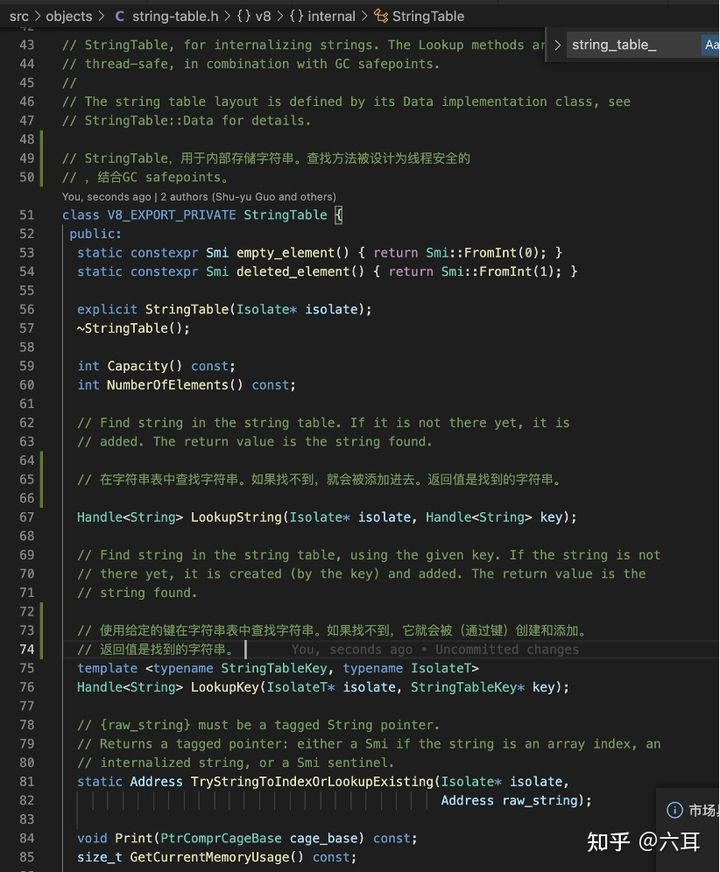 src > objects > C string-table.h > {} v8 > {} internal > StringTable
string_table_ Aa
42
43 // StringTable, for internalizing strings. The Lookup methods
44 // thread-safe, in combination with GC safepoints.
45 //
46 // The string table layout is defined by its Data implementation class, see
47 // StringTable::Data for details.
48
49 // StringTable，用于内部存储字符串。查找方法被设计为线程安全的
50 // ，结合GC safepoints。
You, seconds ago | 2 authors (Shu-yu Guo and others)
51 class V8_EXPORT_PRIVATE StringTable {
52 public:
53 static constexpr Smi empty_element() { return Smi::FromInt(0); }
54 static constexpr Smi deleted_element() { return Smi::FromInt(1); }
55
56 explicit StringTable(Isolate* isolate);
57 ~StringTable();
58
59 int Capacity() const;
60 int NumberOfElements() const;
61
62 // Find string in the string table. If it is not there yet, it is
63 // added. The return value is the string found.
64
65 // 在字符串表中查找字符串。如果找不到，就会被添加进去。返回值是找到的字符串。
66
67 Handle<String> LookupString(Isolate* isolate, Handle<String> key);
68
69 // Find string in the string table, using the given key. If the string is not
70 // there yet, it is created (by the key) and added. The return value is the
71 // string found.
72
73 // 使用给定的键在字符串表中查找字符串。如果找不到，它就会被（通过键）创建和添加。
74 // 返回值是找到的字符串。 You, seconds ago • Uncommitted changes
75 template <typename StringTableKey, typename IsolateT>
76 Handle<String> LookupKey(IsolateT* isolate, StringTableKey* key);
77
78 // {raw_string} must be a tagged String pointer.
79 // Returns a tagged pointer: either a Smi if the string is an array index, an
80 // internalized string, or a Smi sentinel.
81 static Address TryStringToIndexOrLookupExisting(Isolate* isolate,
82 Address raw_string);
83
84 void Print(PtrComprCageBase cage_base) const;
85 size_t GetCurrentMemoryUsage() const;
市场
知乎 @六耳